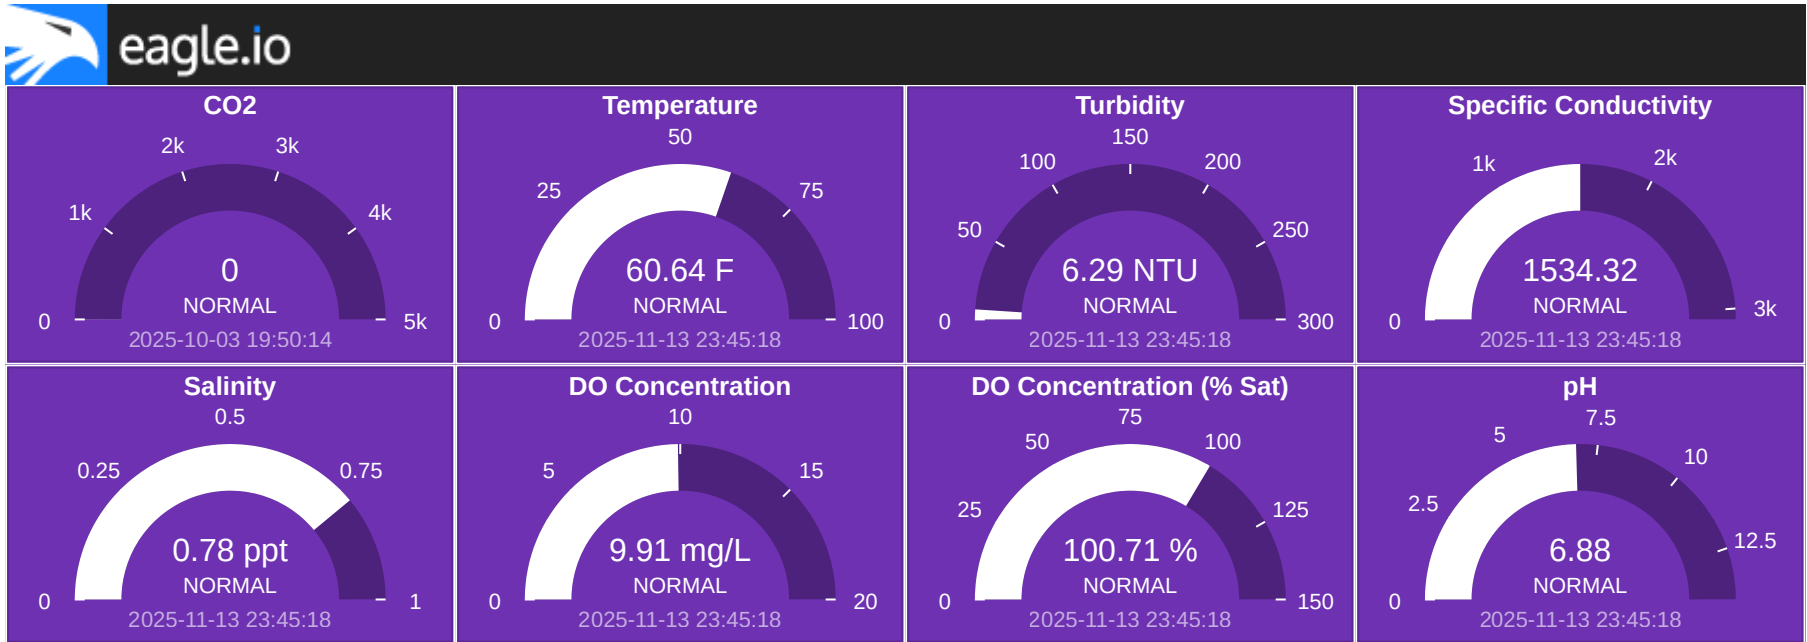 eagle.io
CO2
2k 3k
1k 4k
0 5k
0
NORMAL
2025-10-03 19:50:14
Temperature
50
25 75
0 100
60.64 F
NORMAL
2025-11-13 23:45:18
Turbidity
150
100 200
50 250
0 300
6.29 NTU
NORMAL
2025-11-13 23:45:18
Specific Conductivity
1k 2k
0 3k
1534.32
NORMAL
2025-11-13 23:45:18
Salinity
0.5
0.25 0.75
0 1
0.78 ppt
NORMAL
2025-11-13 23:45:18
DO Concentration
10
5 15
0 20
9.91 mg/L
NORMAL
2025-11-13 23:45:18
DO Concentration (% Sat)
75
50 100
25 125
0 150
100.71 %
NORMAL
2025-11-13 23:45:18
pH
7.5
5 10
2.5 12.5
0
6.88
NORMAL
2025-11-13 23:45:18